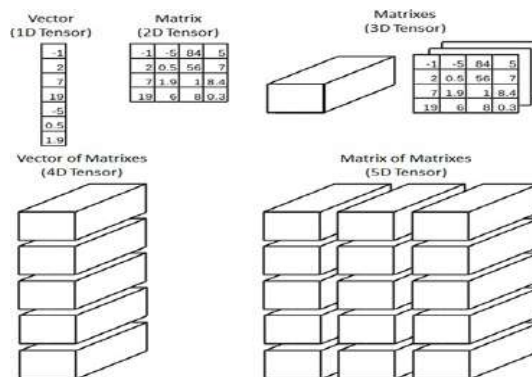 Vector
(1D Tensor)
-1
2
7
19
-5
0.5
1.9
Matrix
(2D Tensor)
-1 -5 84 5
2 0.5 56 7
7 1.9 1 8.4
19 6 8 0.3
Matrixes
(3D Tensor)
-1 -5 84 5
2 0.5 56 7
7 1.9 1 8.4
19 6 8 0.3
Vector of Matrixes
(4D Tensor)
Matrix of Matrixes
(5D Tensor)